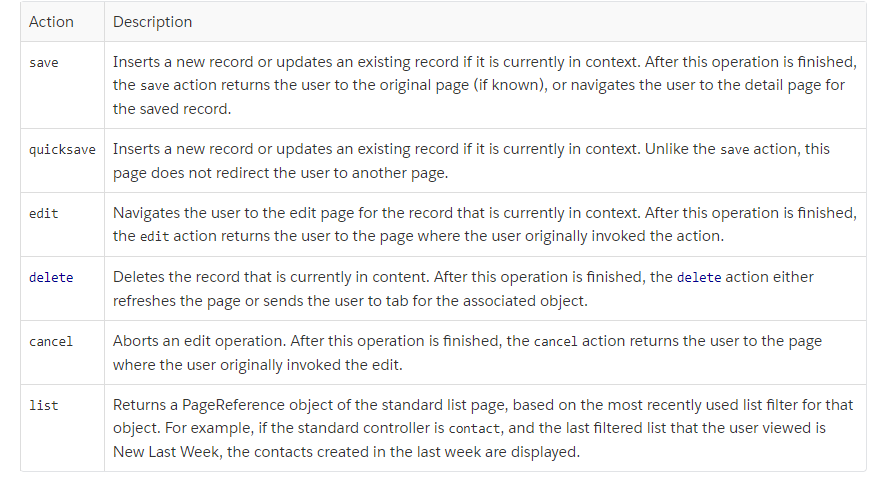 Action Description
save Inserts a new record or updates an existing record if it is currently in context. After this operation is finished,
the save action returns the user to the original page (if known), or navigates the user to the detail page for
the saved record.
quicksave Inserts a new record or updates an existing record if it is currently in context. Unlike the save action, this
page does not redirect the user to another page.
edit Navigates the user to the edit page for the record that is currently in context. After this operation is finished,
the edit action returns the user to the page where the user originally invoked the action.
delete Deletes the record that is currently in content. After this operation is finished, the delete action either
refreshes the page or sends the user to tab for the associated object.
cancel Aborts an edit operation. After this operation is finished, the cancel action returns the user to the page
where the user originally invoked the edit.
list Returns a PageReference object of the standard list page, based on the most recently used list filter for that
object. For example, if the standard controller is contact, and the last filtered list that the user viewed is
New Last Week, the contacts created in the last week are displayed.